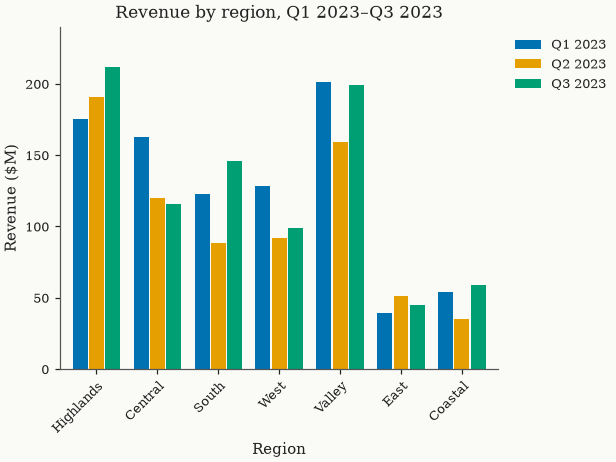 Revenue by region, Q1 2023–Q3 2023
Q1 2023
Q2 2023
Q3 2023
Revenue ($M)
200
150
100
50
0
Highlands
Central
South
West
Valley
East
Coastal
Region